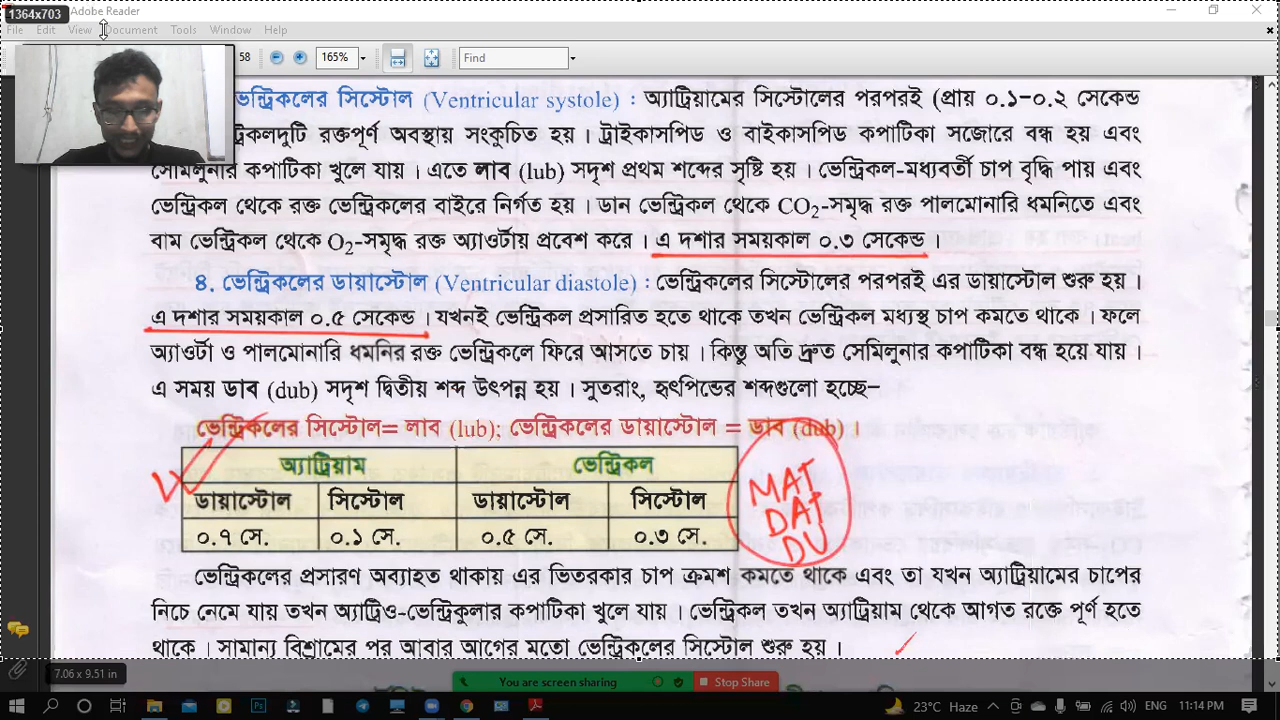 1364x703
Adobe Reader
File Edit View Document Tools Window Help
58 165% Find
ভেন্ট্রিকলের সিস্টোল (Ventricular systole) : অ্যাট্রিয়ামের সিস্টোলের পরপরই (প্রায় ০.১-০.২ সেকেন্ড
রক্তপূর্ণ অবস্থায় সংকুচিত হয়। ট্রাইকাসপিড ও বাইকাসপিড কপাটিকা সজোরে বন্ধ হয় এবং
সেমিলুনার কপাটিকা খুলে যায়। এতে লাব (lub) সদৃশ প্রথম শব্দের সৃষ্টি হয়। ভেন্ট্রিকল-মধ্যবর্তী চাপ বৃদ্ধি পায় এবং
ভেন্ট্রিকল থেকে রক্ত ভেন্ট্রিকলের বাইরে নির্গত হয়। ডান ভেন্ট্রিকল থেকে CO₂-সমৃদ্ধ রক্ত পালমোনারি ধমনিতে এবং
বাম ভেন্ট্রিকল থেকে O₂-সমৃদ্ধ রক্ত অ্যাওর্টায় প্রবেশ করে। এ দশার সময়কাল ০.৩ সেকেন্ড ।
৪. ভেন্ট্রিকলের ডায়াস্টোল (Ventricular diastole) : ভেন্ট্রিকলের সিস্টোলের পরপরই এর ডায়াস্টোল শুরু হয়।
এ দশার সময়কাল ০.৫ সেকেন্ড । যখনই ভেন্ট্রিকল প্রসারিত হতে থাকে তখন ভেন্ট্রিকল মধ্যস্থ চাপ কমতে থাকে। ফলে
অ্যাওর্টা ও পালমোনারি ধমনির রক্ত ভেন্ট্রিকলে ফিরে আসতে চায়। কিন্তু অতি দ্রুত সেমিলুনার কপাটিকা বন্ধ হয়ে যায়।
এ সময় ডাব (dub) সদৃশ দ্বিতীয় শব্দ উৎপন্ন হয়। সুতরাং, হৃৎপিন্ডের শব্দগুলো হচ্ছে–
ভেন্ট্রিকলের সিস্টোল= লাব (lub); ভেন্ট্রিকলের ডায়াস্টোল = ডাব (dub) ।
অ্যাট্রিয়াম ভেন্ট্রিকল
ডায়াস্টোল সিস্টোল ডায়াস্টোল সিস্টোল
০.৭ সে. ০.১ সে. ০.৫ সে. ০.৩ সে.
MAT
DAT
DU
ভেন্ট্রিকলের প্রসারণ অব্যাহত থাকায় এর ভিতরকার চাপ ক্রমশ কমতে থাকে এবং তা যখন অ্যাট্রিয়ামের চাপের
নিচে নেমে যায় তখন অ্যাট্রিও-ভেন্ট্রিকুলার কপাটিকা খুলে যায়। ভেন্ট্রিকল তখন অ্যাট্রিয়াম থেকে আগত রক্তে পূর্ণ হতে
থাকে। সামান্য বিশ্রামের পর আবার আগের মতো ভেন্ট্রিকলের সিস্টোল শুরু হয়।
7.06 x 9.51 in
You are screen sharing Stop Share
23°C Haze ENG 11:14 PM